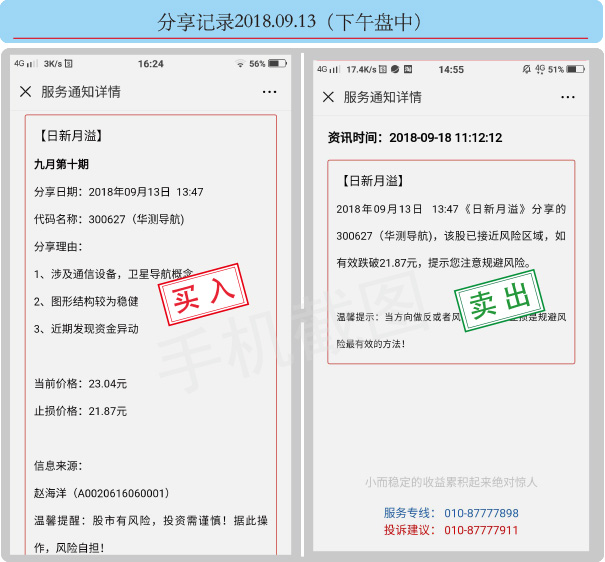 分享记录2018.09.13（下午盘中）
4G 3K/s 16:24 56%
服务通知详情
【日新月溢】
九月第十期
分享日期：2018年09月13日 13:47
代码名称：300627（华测导航)
分享理由：
1、涉及通信设备，卫星导航概念
2、图形结构较为稳健
3、近期发现资金异动
买入
当前价格：23.04元
止损价格：21.87元
信息来源：
赵海洋（A0020616060001）
温馨提醒：股市有风险，投资需谨慎！据此操
作，风险自担！
4G 17.4K/s 14:55 4G 51%
服务通知详情
资讯时间：2018-09-18 11:12:12
【日新月溢】
2018年09月13日 13:47《日新月溢》分享的
300627（华测导航)，该股已接近风险区域，如
有效跌破21.87元，提示您注意规避风险。
卖出
温馨提示：当方向做反或者风 止损是规避风
险最有效的方法！
手机截图
小而稳定的收益累积起来绝对惊人
服务专线： 010-87777898
投诉建议： 010-87777911